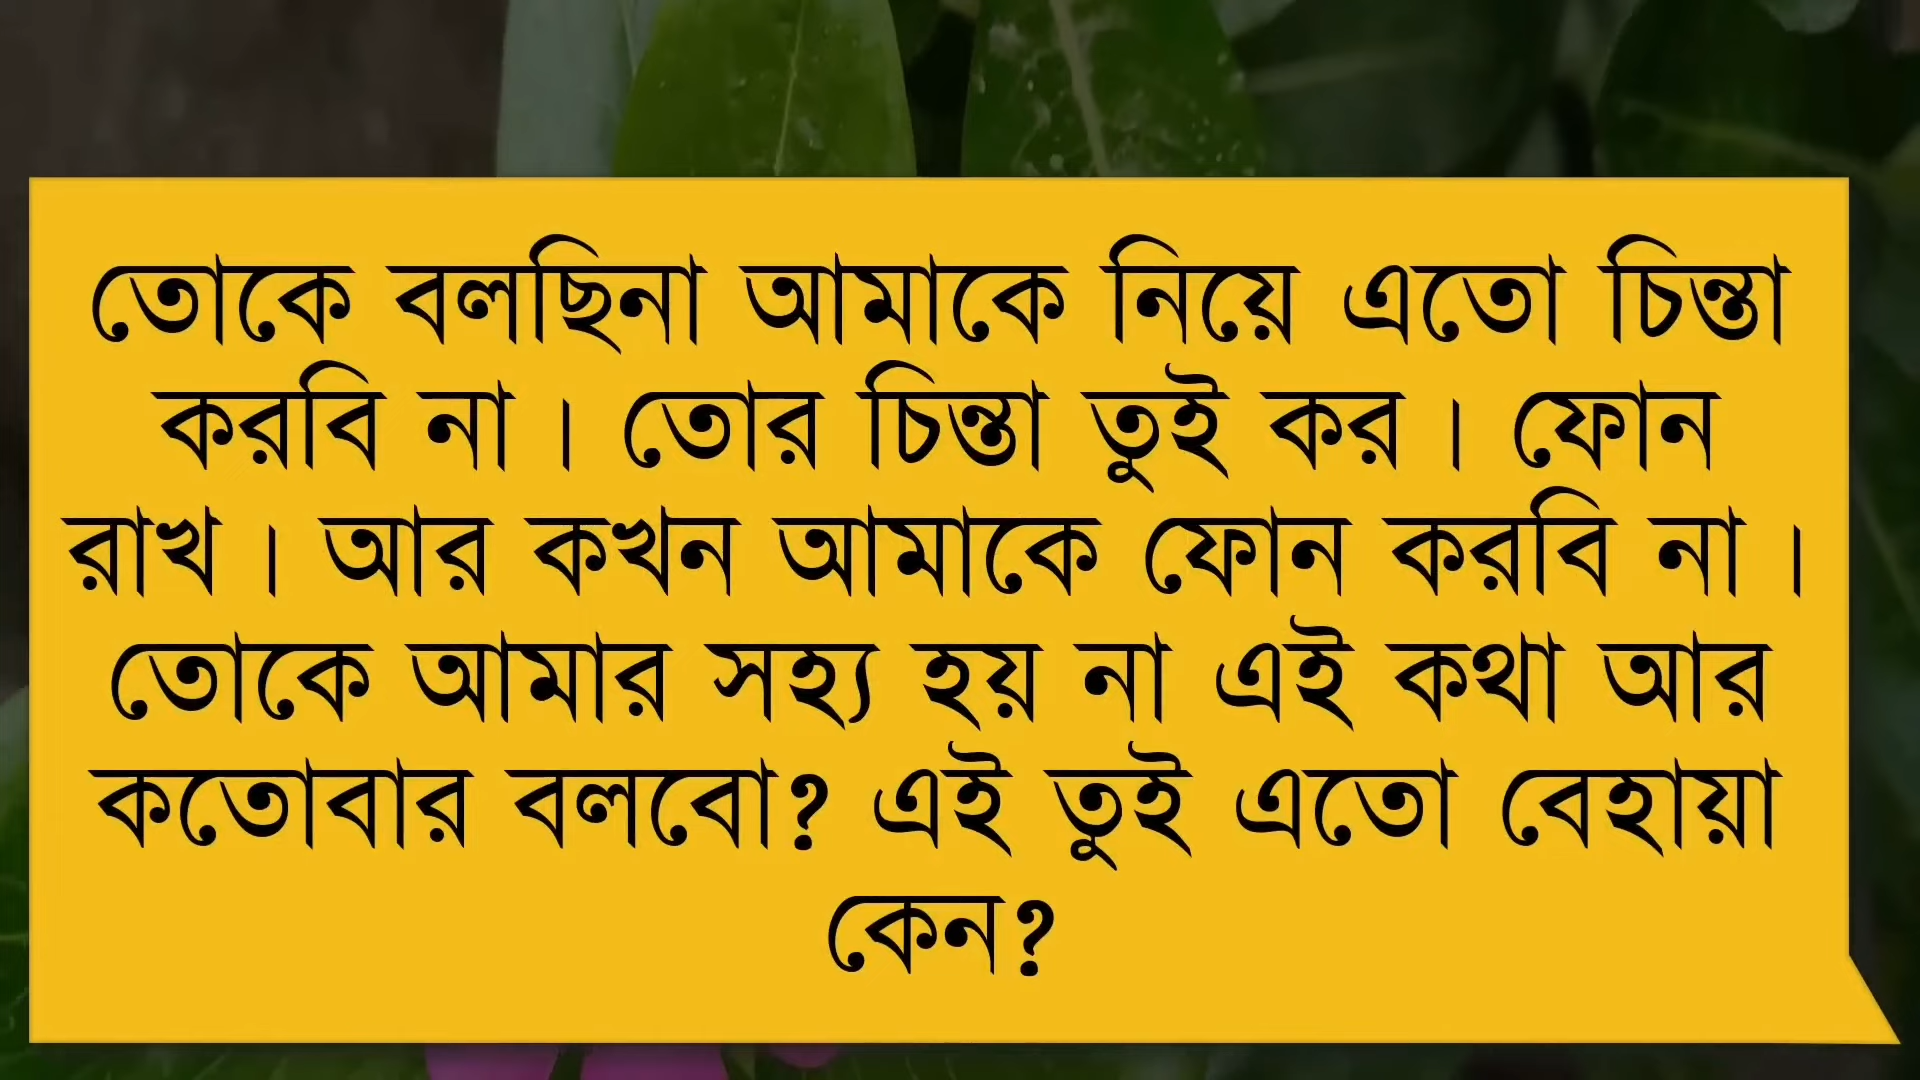 তোকে বলছিনা আমাকে নিয়ে এতো চিন্তা
করবি না। তোর চিন্তা তুই কর। ফোন
রাখ। আর কখন আমাকে ফোন করবি না।
তোকে আমার সহ্য হয় না এই কথা আর
কতোবার বলবো? এই তুই এতো বেহায়া
কেন?